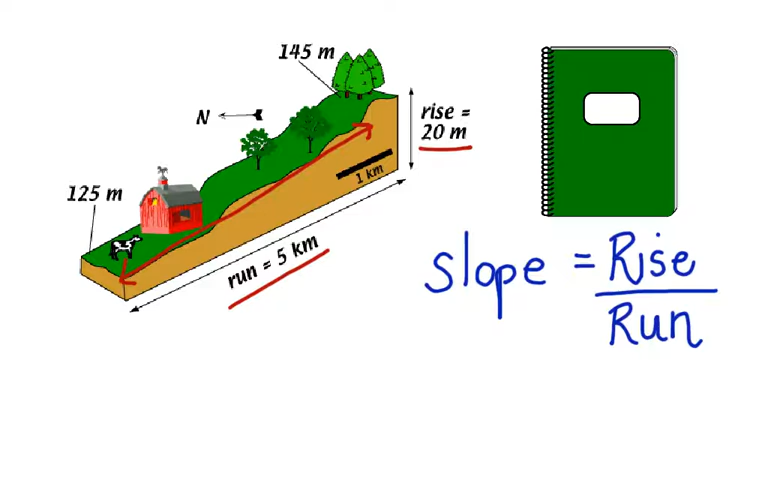 145 m
N
rise =
20 m
1 km
125 m
run = 5 km
slope = Rise
Run